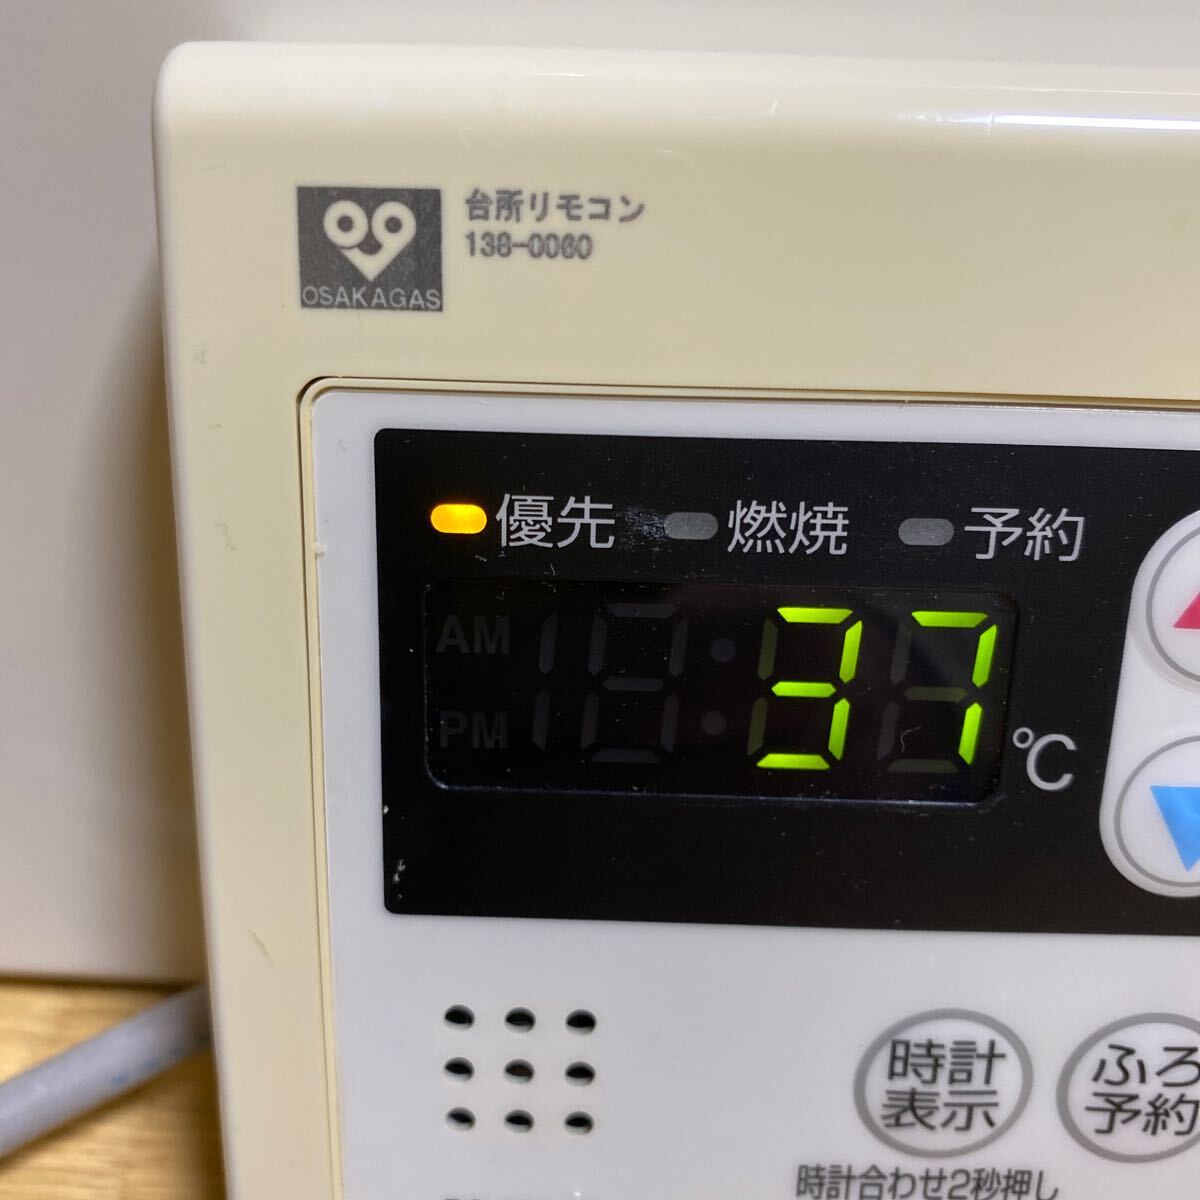 台所リモコン
138-0060
OSAKAGAS
優先 燃焼 予約
AM
PM
37 ℃
時計表示
ふろ予約
時計合わせ2秒押し